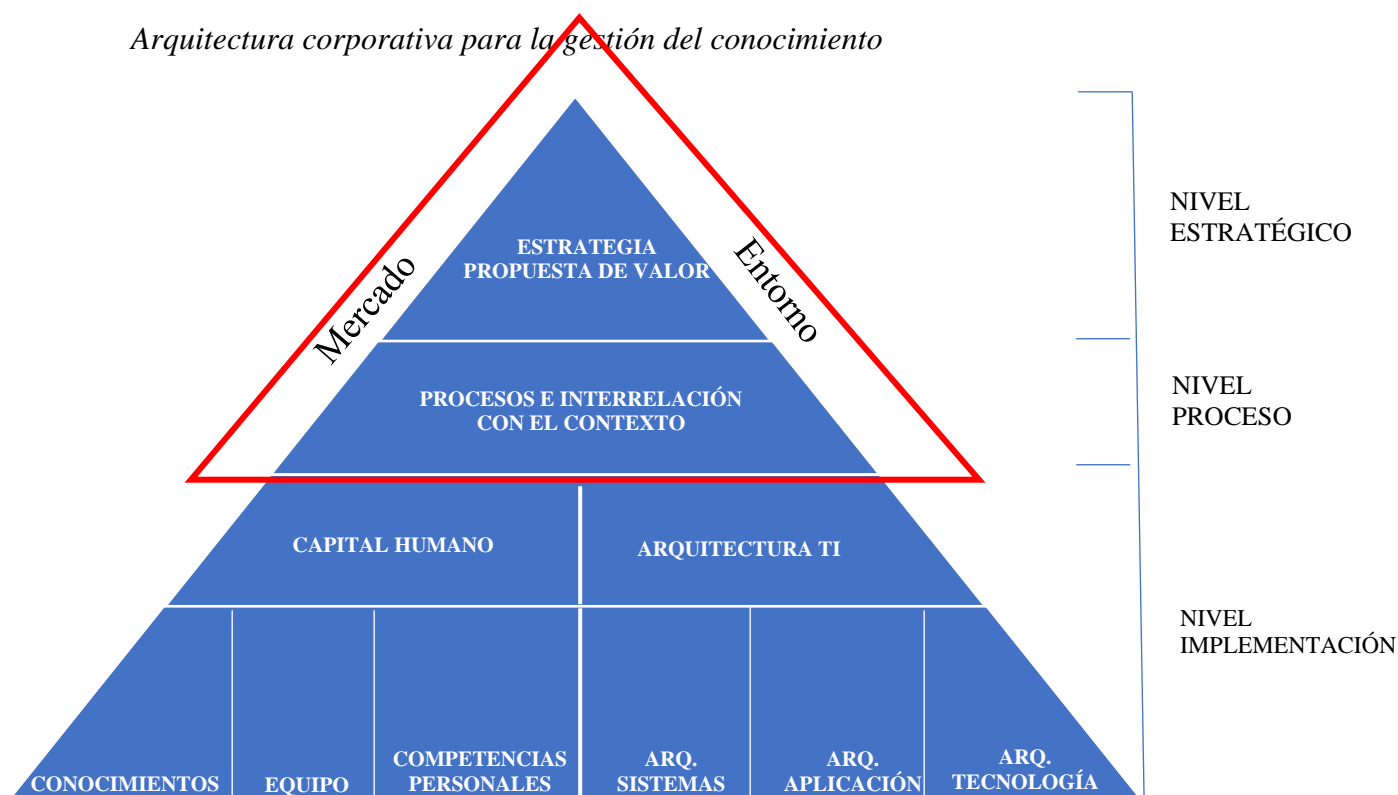 Arquitectura corporativa para la gestión del conocimiento
NIVEL
ESTRATÉGICO
ESTRATEGIA
PROPUESTA DE VALOR
Mercado
Entorno
NIVEL
PROCESO
PROCESOS E INTERRELACIÓN
CON EL CONTEXTO
CAPITAL HUMANO
ARQUITECTURA TI
NIVEL
IMPLEMENTACIÓN
CONOCIMIENTOS
EQUIPO
COMPETENCIAS
PERSONALES
ARQ.
SISTEMAS
ARQ.
APLICACIÓN
ARQ.
TECNOLOGÍA